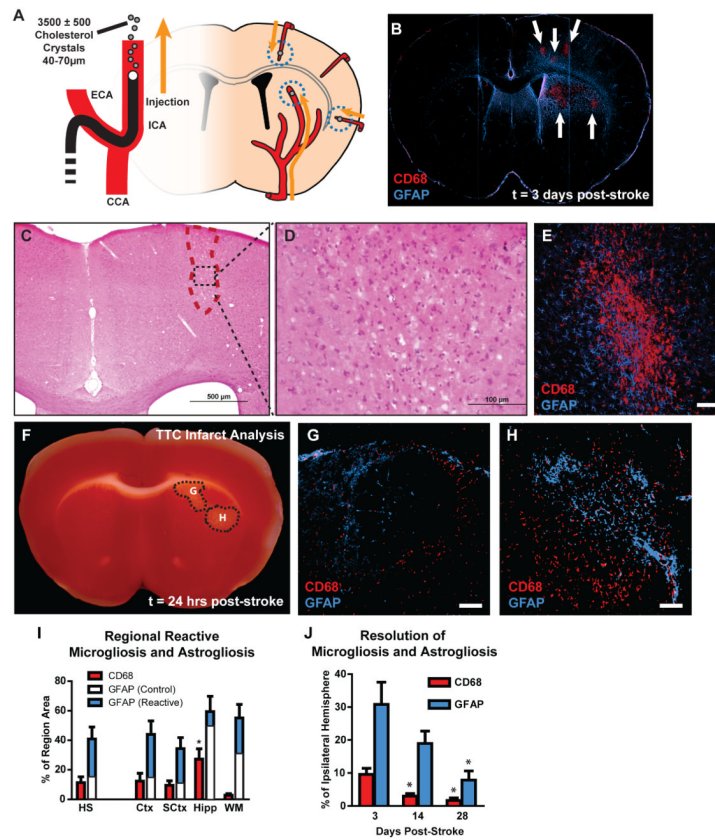 A
3500 ± 500
Cholesterol
Crystals
40-70µm
ECA
Injection
ICA
CCA
B
CD68
GFAP
t = 3 days post-stroke
C
500 µm
D
100 µm
E
CD68
GFAP
F
TTC Infarct Analysis
G
H
t = 24 hrs post-stroke
G
CD68
GFAP
H
CD68
GFAP
I
Regional Reactive
Microgliosis and Astrogliosis
CD68
GFAP (Control)
GFAP (Reactive)
% of Region Area
80
60
40
20
0
*
HS Ctx SCtx Hipp WM
J
Resolution of
Microgliosis and Astrogliosis
CD68
GFAP
% of Ipsilateral Hemisphere
40
30
20
10
0
* * *
3 14 28
Days Post-Stroke